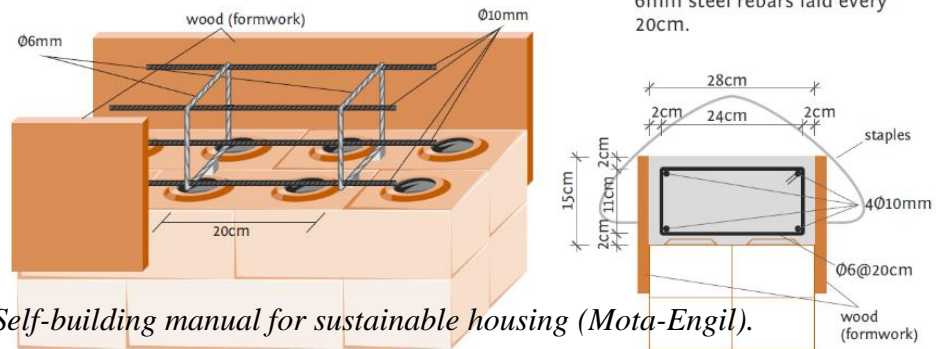 6mm steel rebars laid every
20cm.
wood (formwork)
Ø10mm
Ø6mm
20cm
28cm
2cm
24cm
2cm
staples
15cm
2cm
11cm
2cm
4Ø10mm
Ø6@20cm
wood
(formwork)
Self-building manual for sustainable housing (Mota-Engil).